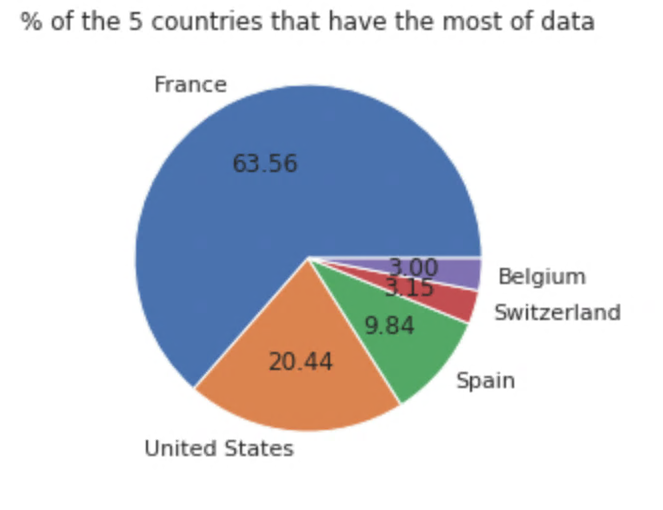 % of the 5 countries that have the most of data
France
63.56
3.00
Belgium
3.15
Switzerland
9.84
20.44
Spain
United States